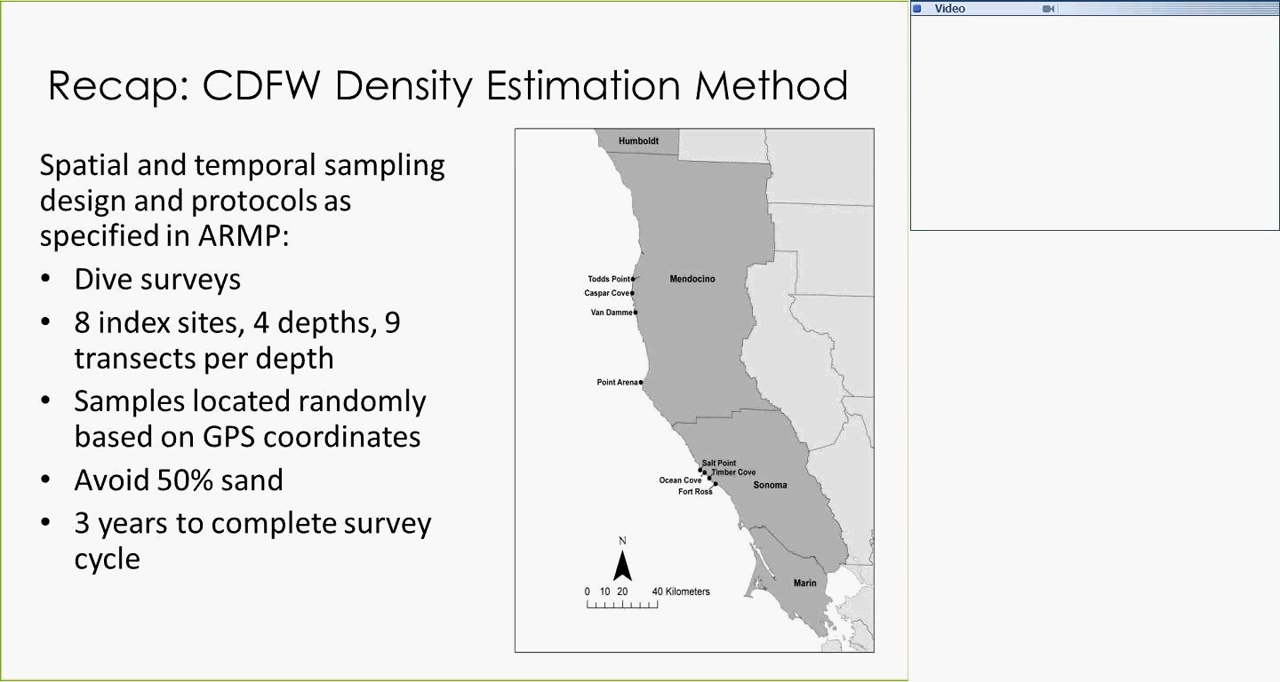 Video
Recap: CDFW Density Estimation Method
Spatial and temporal sampling
design and protocols as
specified in ARMP:
• Dive surveys
• 8 index sites, 4 depths, 9
transects per depth
• Samples located randomly
based on GPS coordinates
• Avoid 50% sand
• 3 years to complete survey
cycle
Humboldt
Todds Point
Mendocino
Caspar Cove
Van Damme
Point Arena
Salt Point
Timber Cove
Ocean Cove
Sonoma
Fort Ross
N
0 10 20 40 Kilometers
Marin